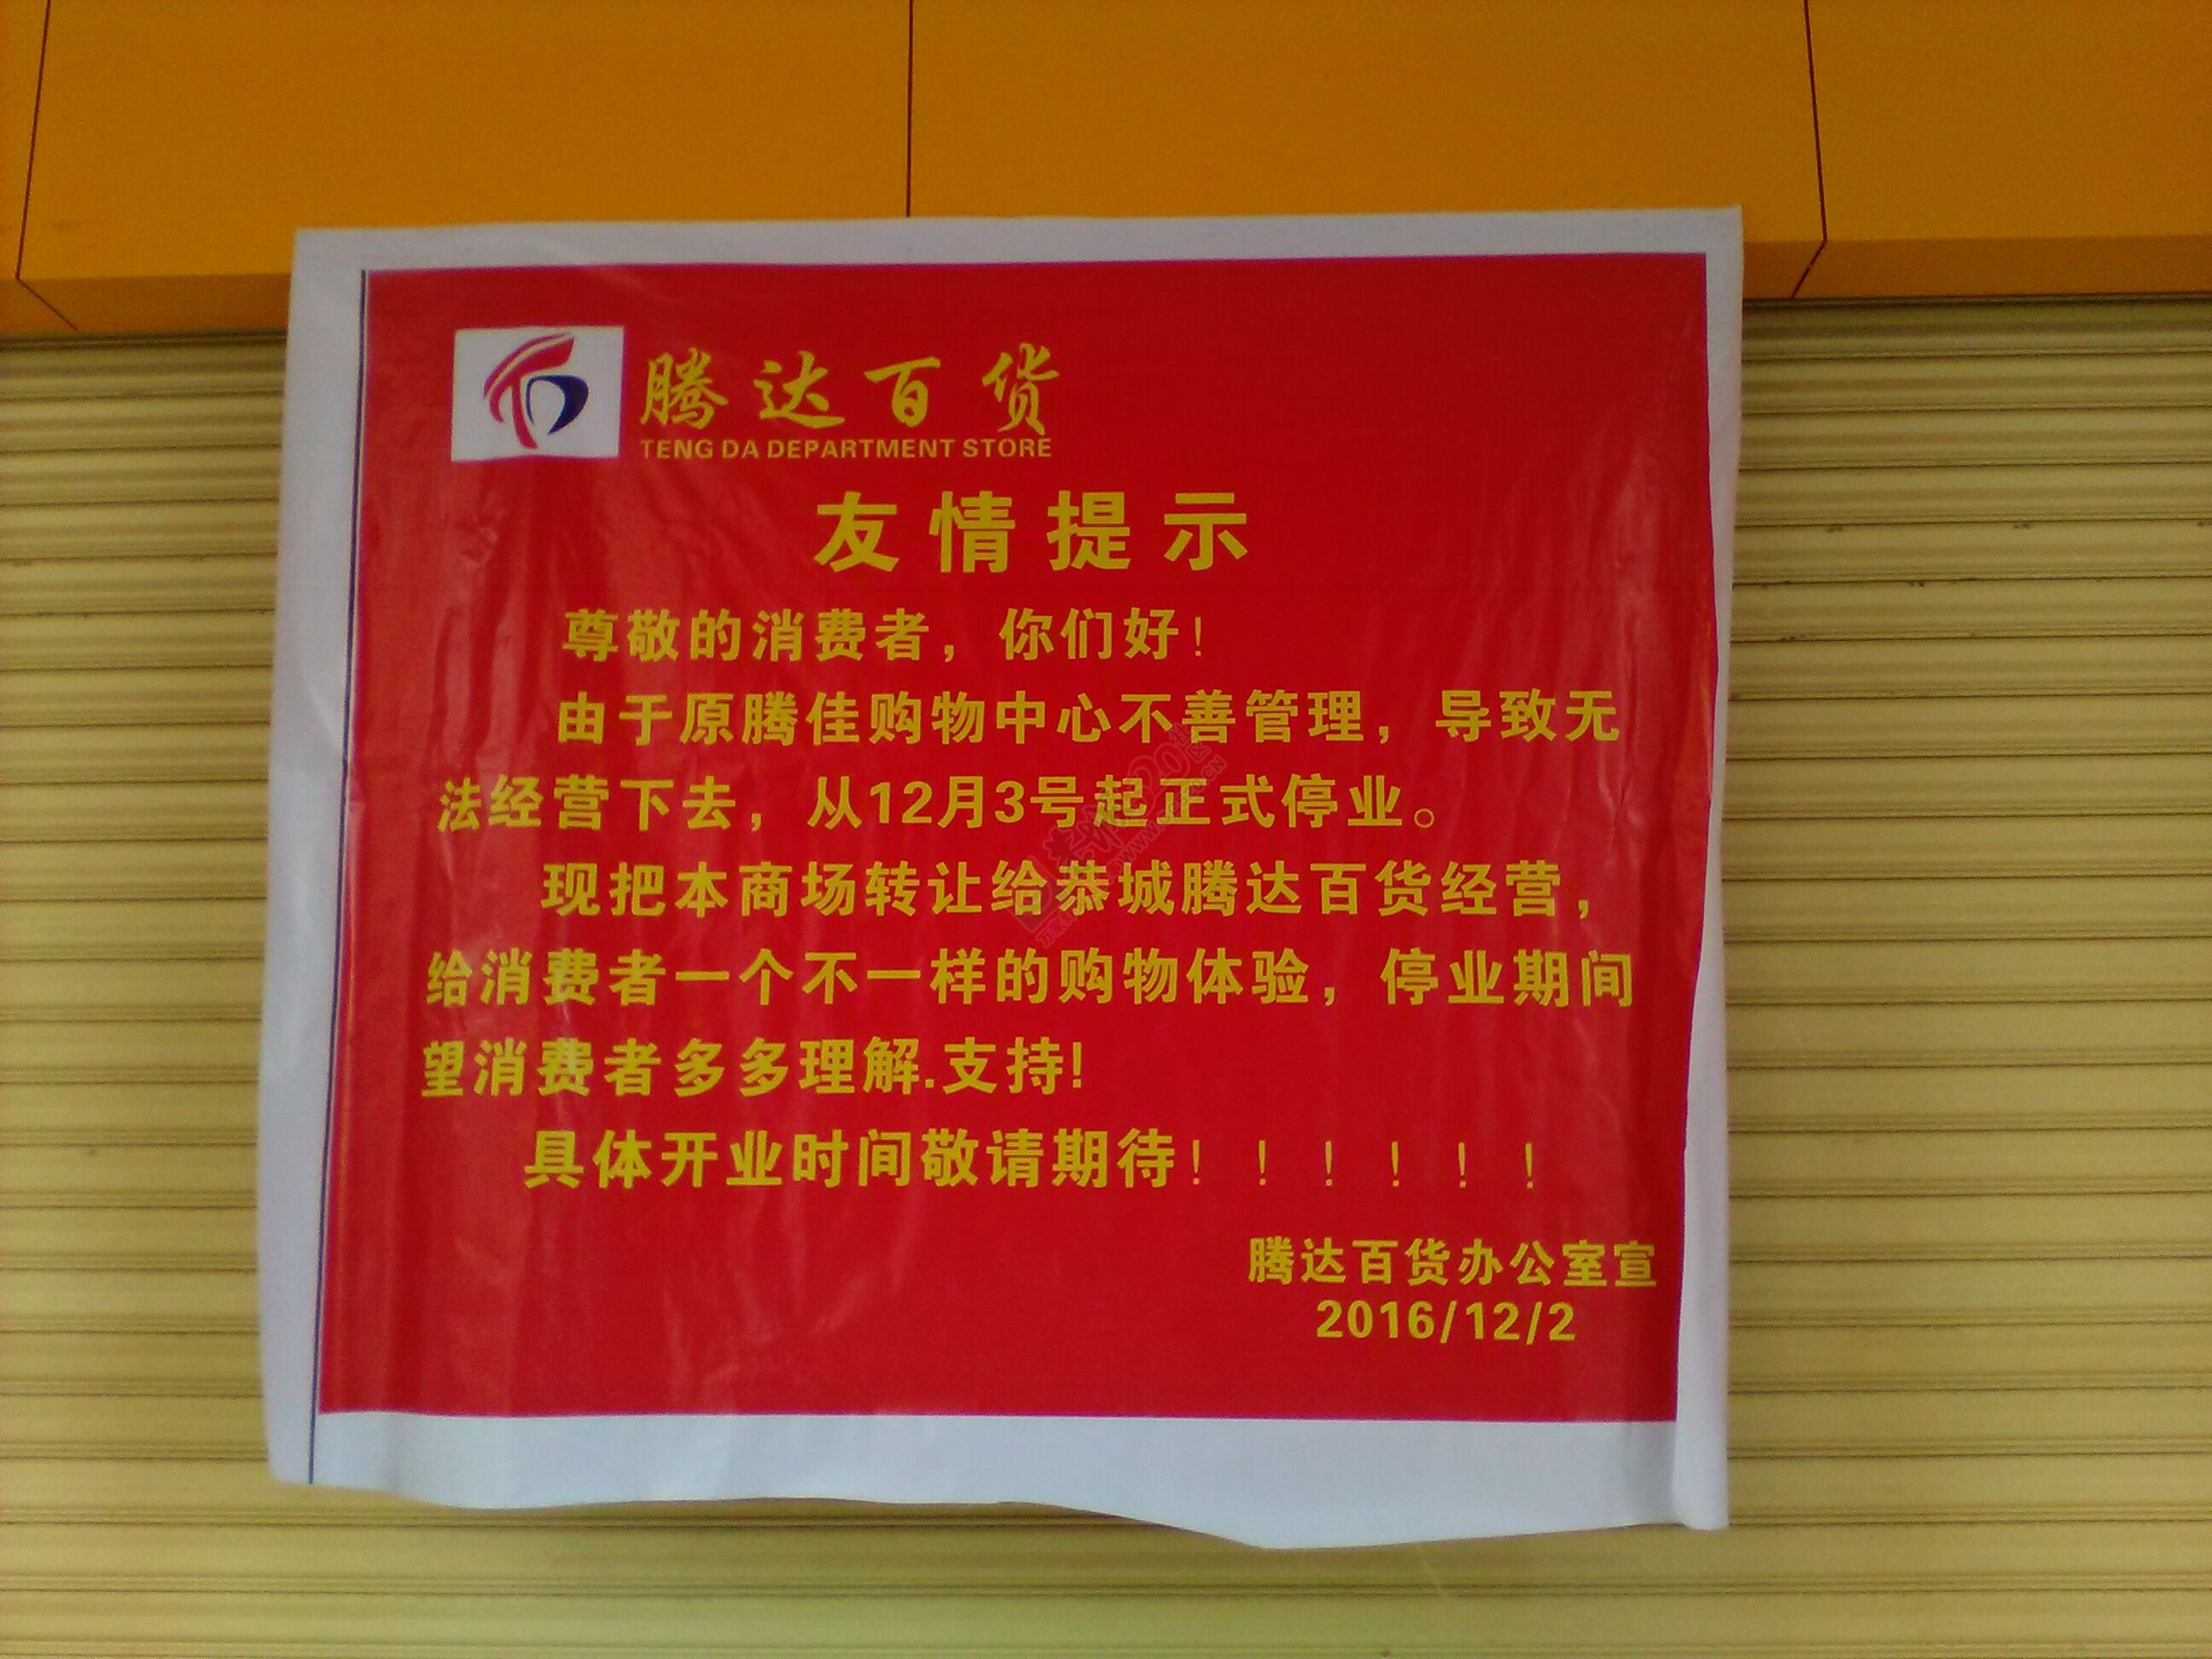 腾达百货
TENG DA DEPARTMENT STORE
友情提示
尊敬的消费者，你们好！
由于原腾佳购物中心不善管理，导致无
法经营下去，从12月3号起正式停业。
现把本商场转让给恭城腾达百货经营，
给消费者一个不一样的购物体验，停业期间
望消费者多多理解.支持!
具体开业时间敬请期待！！！！！！
腾达百货办公室宣
2016/12/2